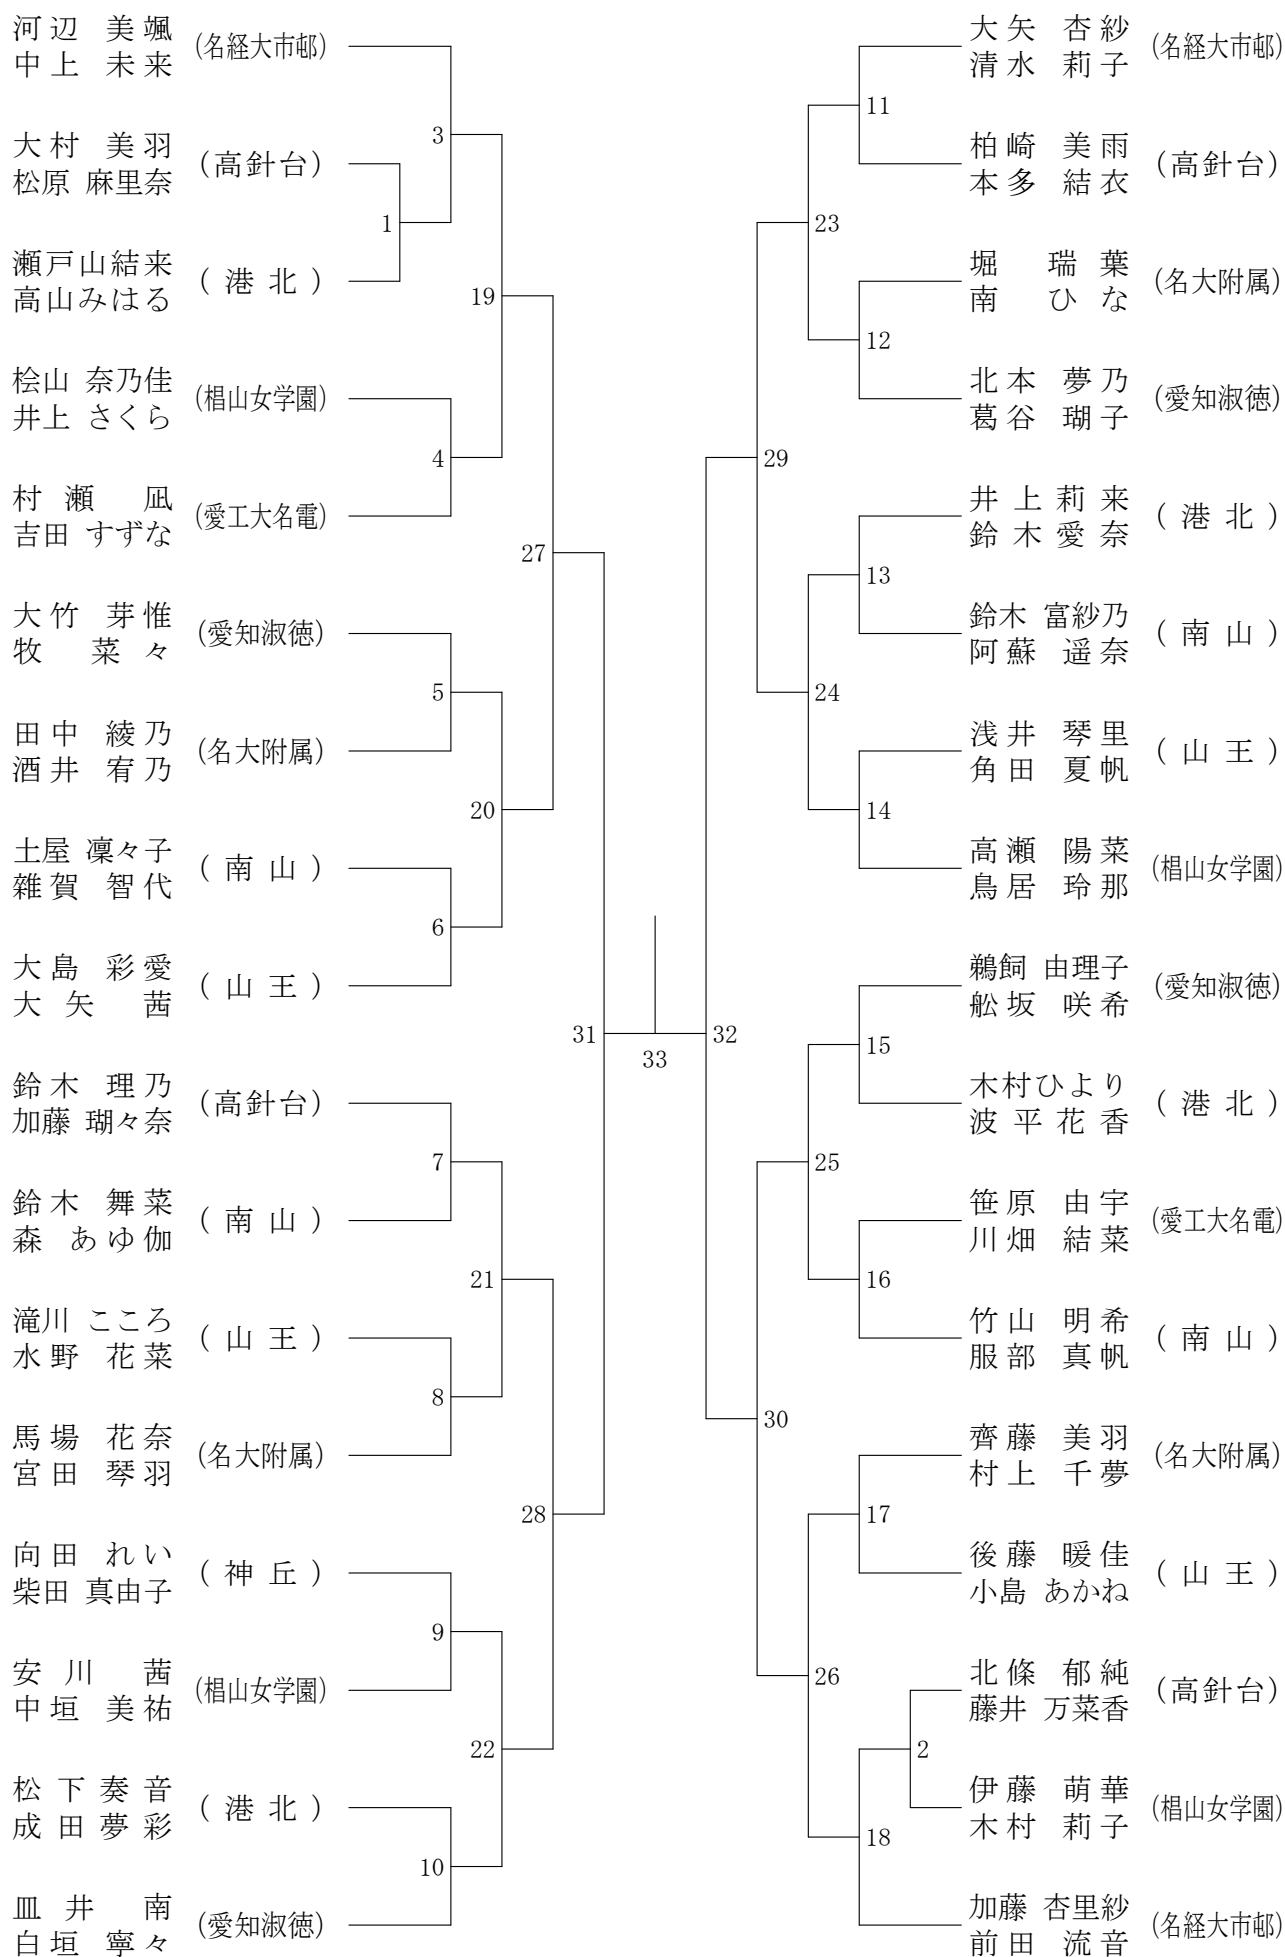 河辺 美颯
中上 未来
(名経大市邨)
3
大村 美羽
松原 麻里奈
(高針台)
1
瀬戸山結来
高山みはる
(港北)
19
桧山 奈乃佳
井上 さくら
(椙山女学園)
4
村瀬 凪
吉田 すずな
(愛工大名電)
27
大竹 芽惟
牧 菜々
(愛知淑徳)
5
田中 綾乃
酒井 宥乃
(名大附属)
20
土屋 凜々子
雑賀 智代
(南山)
6
大島 彩愛
大矢 茜
(山王)
31
鈴木 理乃
加藤 瑚々奈
(高針台)
7
鈴木 舞菜
森 あゆ伽
(南山)
21
滝川 こころ
水野 花菜
(山王)
8
馬場 花奈
宮田 琴羽
(名大附属)
28
向田 れい
柴田 真由子
(神丘)
9
安川 茜
中垣 美祐
(椙山女学園)
22
松下奏音
成田夢彩
(港北)
10
皿井 南
白垣 寧々
(愛知淑徳)
33
大矢 杏紗
清水 莉子
(名経大市邨)
11
柏崎 美雨
本多 結衣
(高針台)
23
堀 瑞葉
南 ひな
(名大附属)
12
北本 夢乃
葛谷 瑚子
(愛知淑徳)
29
井上莉来
鈴木愛奈
(港北)
13
鈴木 富紗乃
阿蘇 遥奈
(南山)
24
浅井 琴里
角田 夏帆
(山王)
14
高瀬 陽菜
鳥居 玲那
(椙山女学園)
鵜飼 由理子
舩坂 咲希
(愛知淑徳)
32
15
木村ひより
波平花香
(港北)
25
笹原 由宇
川畑 結菜
(愛工大名電)
16
竹山 明希
服部 真帆
(南山)
30
齊藤 美羽
村上 千夢
(名大附属)
17
後藤 暖佳
小島 あかね
(山王)
26
北條 郁純
藤井 万菜香
(高針台)
2
伊藤 萌華
木村 莉子
(椙山女学園)
18
加藤 杏里紗
前田 流音
(名経大市邨)